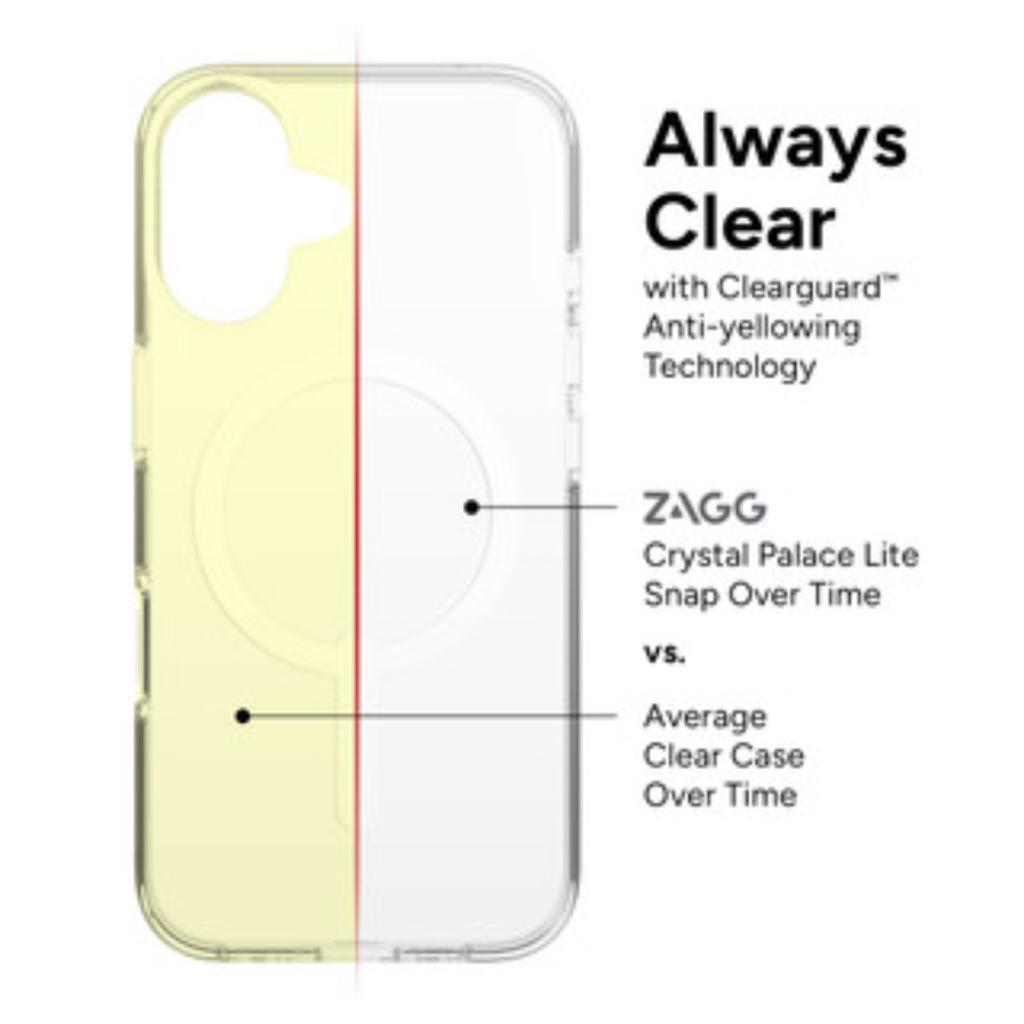 Always
Clear
with Clearguard™
Anti-yellowing
Technology
ZAGG
Crystal Palace Lite
Snap Over Time
vs.
Average
Clear Case
Over Time